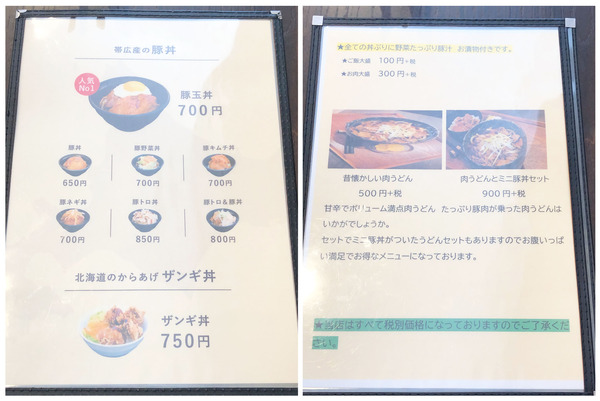 帯広産の豚丼
人気
No1
豚玉丼
700円
豚丼 豚野菜丼 豚キムチ丼
650円 700円 700円
豚ネギ丼 豚トロ丼 豚トロ&豚丼
700円 850円 800円
北海道のからあげ ザンギ丼
ザンギ丼
750円
★全ての丼ぶりに野菜たっぷり豚汁 お漬物付きです。
★ご飯大盛 100円+税
★お肉大盛 300円+税
昔懐かしい肉うどん 肉うどんとミニ豚丼セット
500円+税 900円+税
甘辛でボリューム満点肉うどん たっぷり豚肉が乗った肉うどんは
いかがでしょうか。
セットでミニ豚丼がついたうどんセットもありますのでお腹いっぱ
い満足でお得なメニューになっております。
★当店はすべて税別価格になっておりますのでご了承くだ
さい。